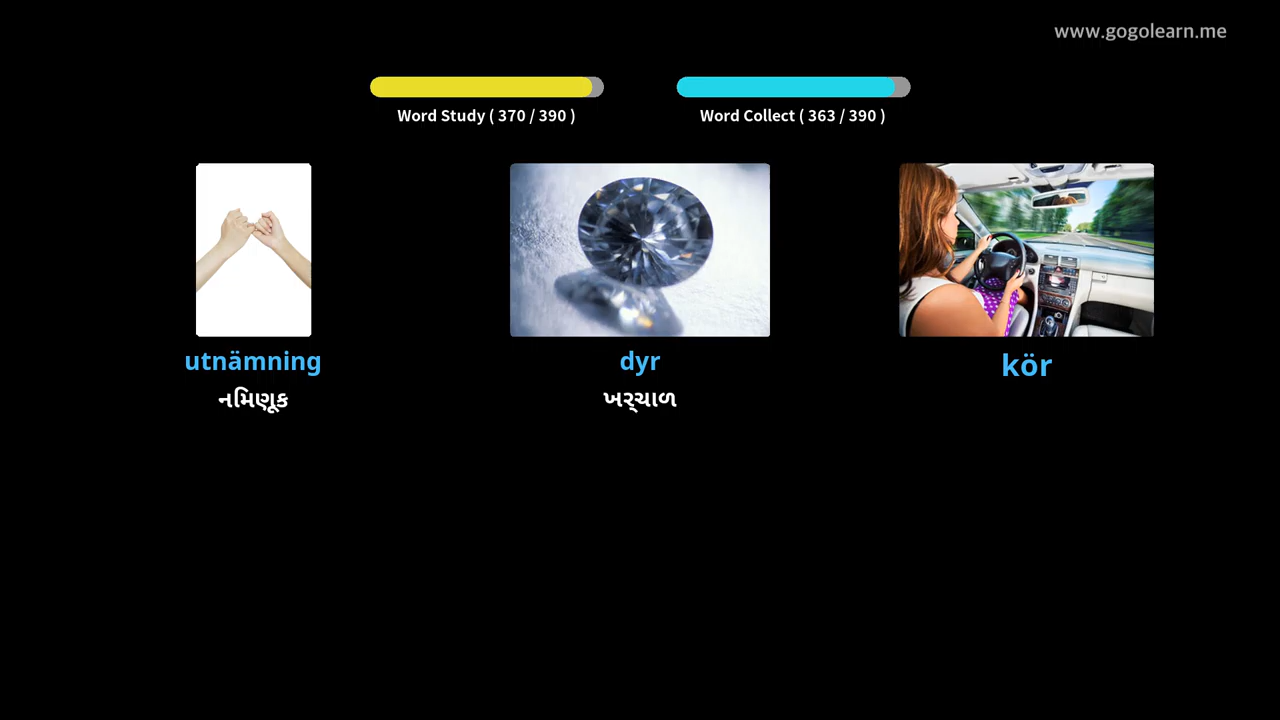 www.gogolearn.me
Word Study ( 370 / 390 )
Word Collect ( 363 / 390 )
utnämning
નિમણૂક
dyr
ખર્ચાળ
kör